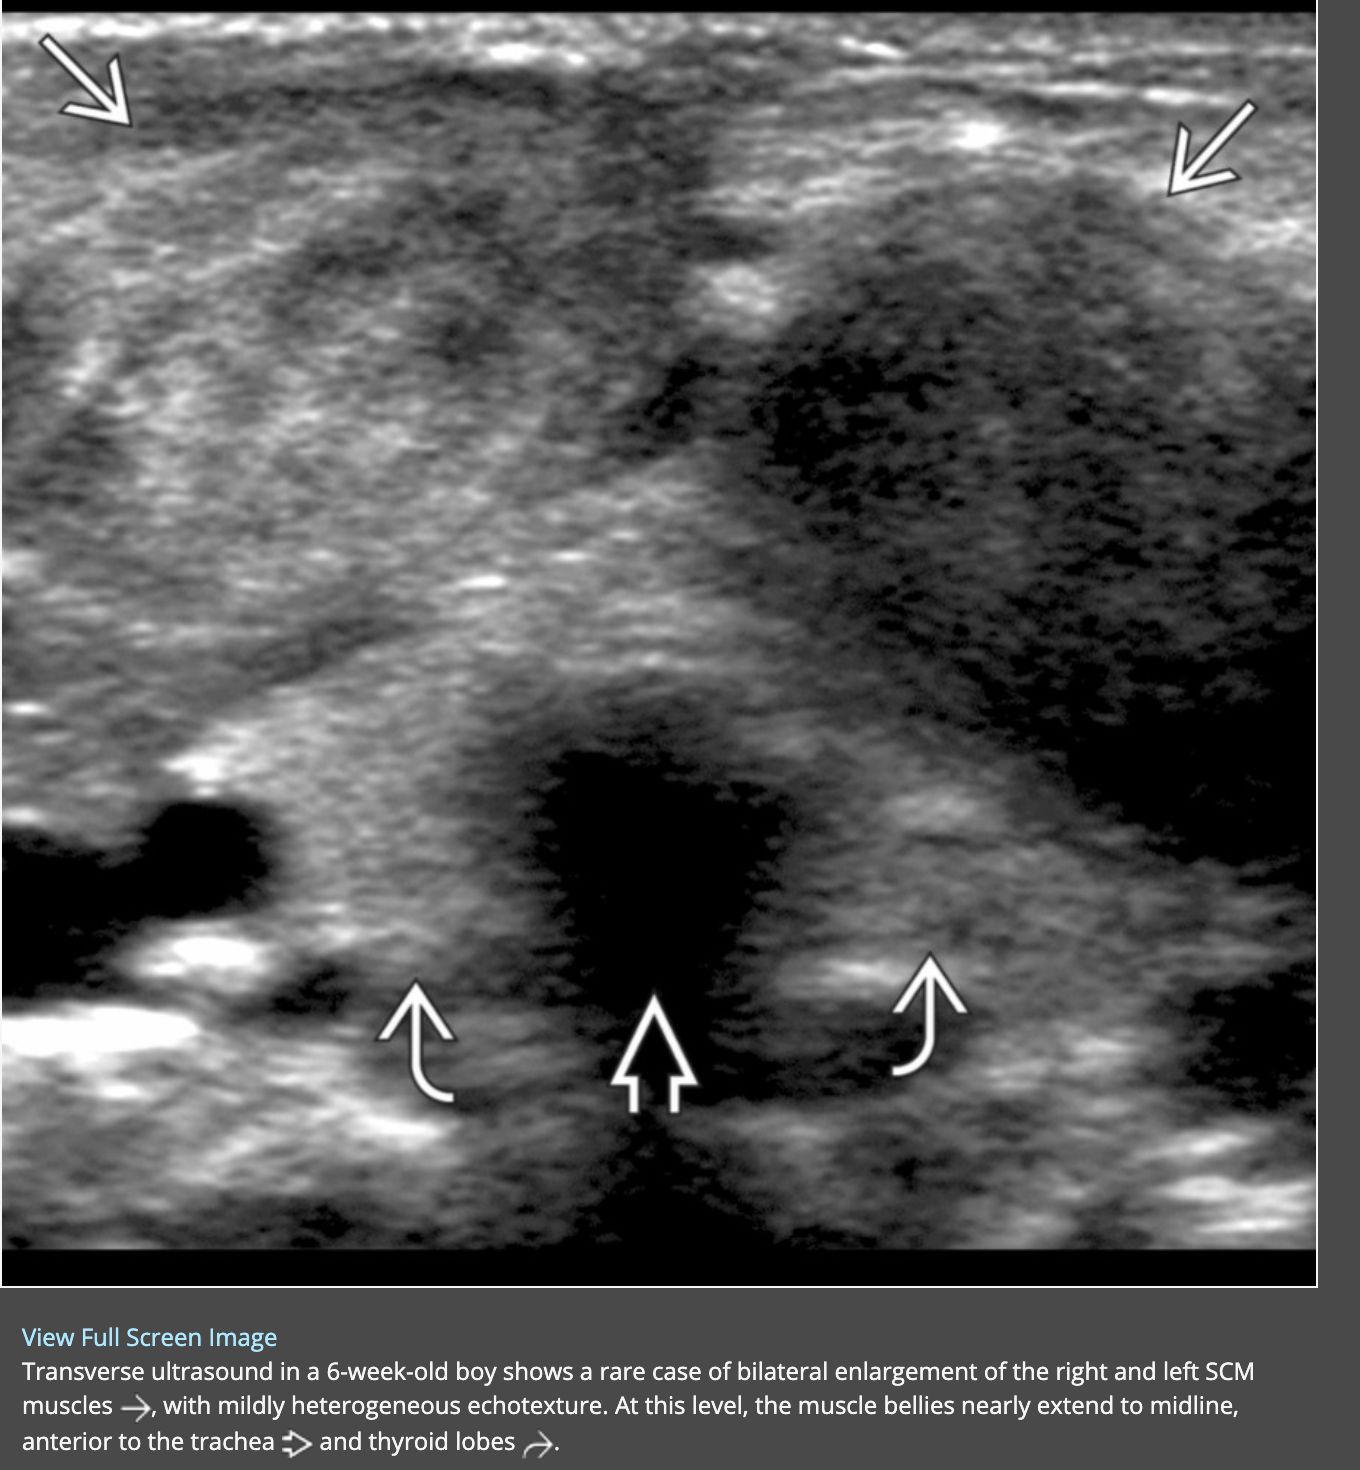 View Full Screen Image
Transverse ultrasound in a 6-week-old boy shows a rare case of bilateral enlargement of the right and left SCM
muscles , with mildly heterogeneous echotexture. At this level, the muscle bellies nearly extend to midline,
anterior to the trachea and thyroid lobes .